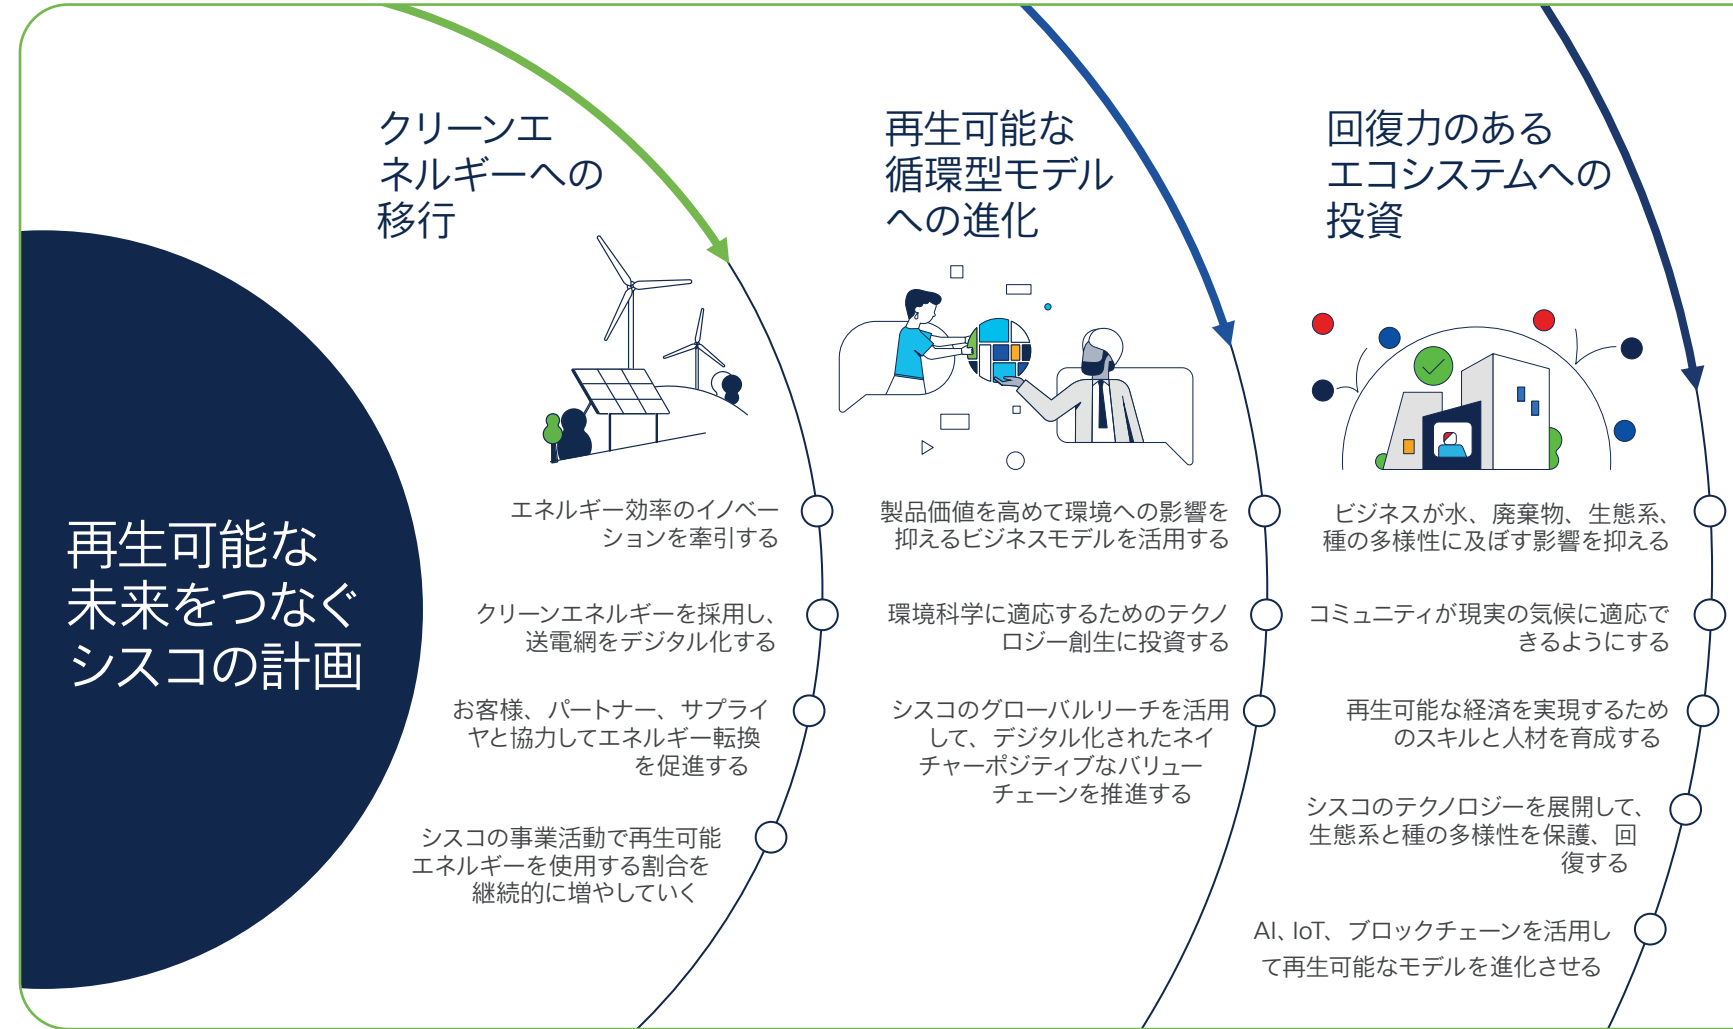 再生可能な
未来をつなぐ
シスコの計画
クリーンエ
ネルギーへの
移行
エネルギー効率のイノベー
ションを牽引する
クリーンエネルギーを採用し、
送電網をデジタル化する
お客様、パートナー、サプライ
ヤと協力してエネルギー転換
を促進する
シスコの事業活動で再生可能
エネルギーを使用する割合を
継続的に増やしていく
再生可能な
循環型モデル
への進化
製品価値を高めて環境への影響を
抑えるビジネスモデルを活用する
環境科学に適応するためのテクノ
ロジー創生に投資する
シスコのグローバルリーチを活用
して、デジタル化されたネイ
チャーポジティブなバリュー
チェーンを推進する
回復力のある
エコシステムへの
投資
ビジネスが水、廃棄物、生態系、
種の多様性に及ぼす影響を抑える
コミュニティが現実の気候に適応で
きるようにする
再生可能な経済を実現するため
のスキルと人材を育成する
シスコのテクノロジーを展開して、
生態系と種の多様性を保護、回
復する
AI、IoT、ブロックチェーンを活用し
て再生可能なモデルを進化させる